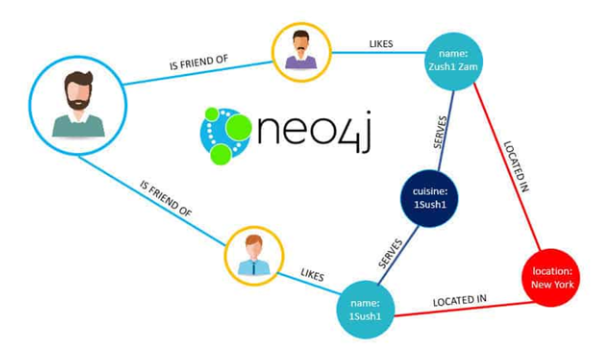 IS FRIEND OF
LIKES
name:
Zush1 Zam
neo4j
SERVES
LOCATED IN
cuisine:
1Sush1
IS FRIEND OF
SERVES
LIKES
location:
New York
name:
1Sush1
LOCATED IN